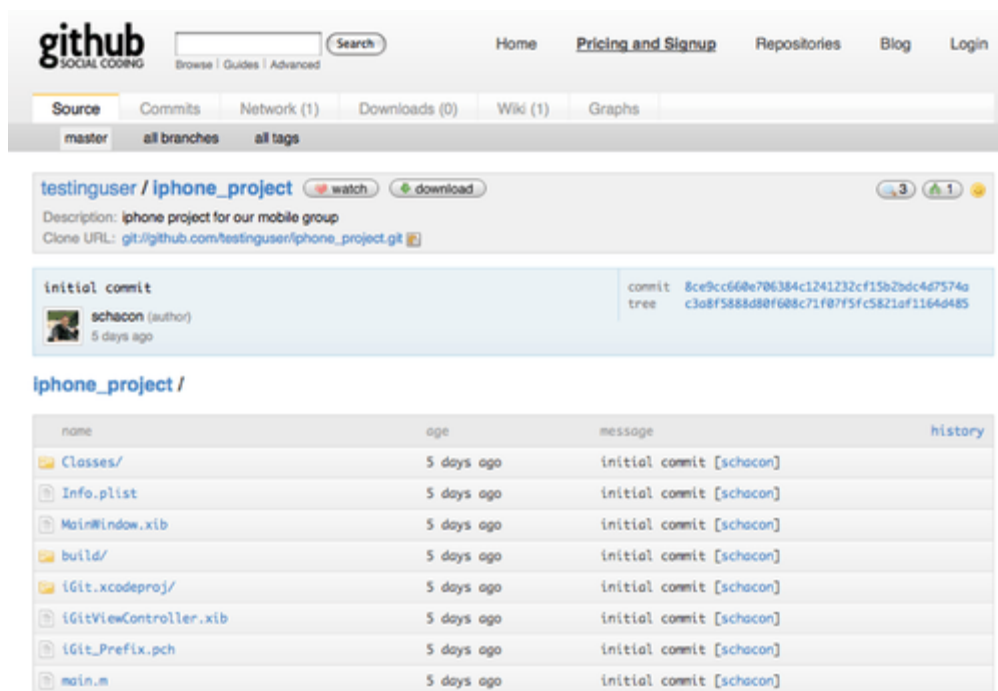 github
SOCIAL CODING
Search
Browse | Guides | Advanced
Home Pricing and Signup Repositories Blog Login
Source Commits Network (1) Downloads (0) Wiki (1) Graphs
master all branches all tags
testinguser / iphone_project watch download 3 1
Description: iphone project for our mobile group
Clone URL: git://github.com/testinguser/iphone_project.git
initial commit
commit 8ce9cc660e706384c1241232cf15b2bdc4d7574a
tree c3a8f5888d80f608c71f07f5fc5821af1164d485
schacon (author)
5 days ago
iphone_project /
name age message history
Classes/ 5 days ago initial commit [schacon]
Info.plist 5 days ago initial commit [schacon]
MainWindow.xib 5 days ago initial commit [schacon]
build/ 5 days ago initial commit [schacon]
iGit.xcodeproj/ 5 days ago initial commit [schacon]
iGitViewController.xib 5 days ago initial commit [schacon]
iGit_Prefix.pch 5 days ago initial commit [schacon]
main.m 5 days ago initial commit [schacon]